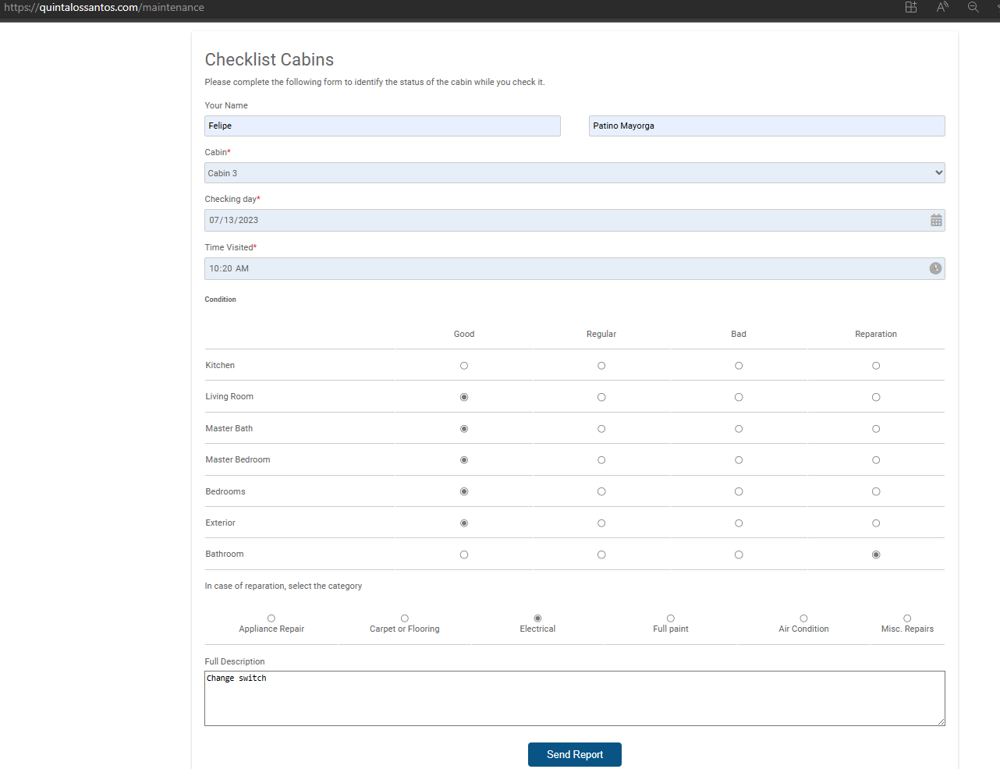 https://quintalossantos.com/maintenance
Checklist Cabins
Please complete the following form to identify the status of the cabin while you check it.
Your Name
Felipe Patino Mayorga
Cabin*
Cabin 3
Checking day*
07/13/2023
Time Visited*
10:20 AM
Condition
Good Regular Bad Reparation
Kitchen
Living Room
Master Bath
Master Bedroom
Bedrooms
Exterior
Bathroom
In case of reparation, select the category
Appliance Repair Carpet or Flooring Electrical Full paint Air Condition Misc. Repairs
Full Description
Change switch
Send Report